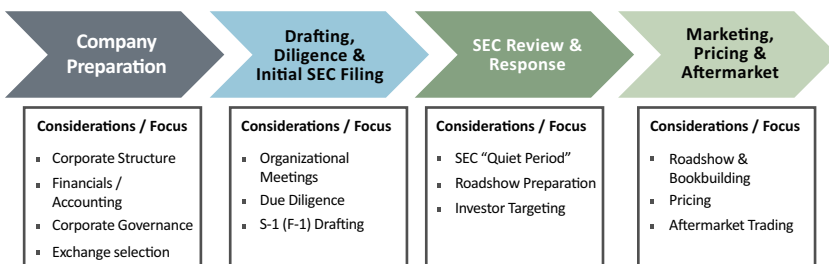 Company
Preparation
Drafting,
Diligence &
Initial SEC Filing
SEC Review &
Response
Marketing,
Pricing &
Aftermarket
Considerations / Focus
▪ Corporate Structure
▪ Financials /
Accounting
▪ Corporate Governance
▪ Exchange selection
Considerations / Focus
▪ Organizational
Meetings
▪ Due Diligence
▪ S-1 (F-1) Drafting
Considerations / Focus
▪ SEC “Quiet Period”
▪ Roadshow Preparation
▪ Investor Targeting
Considerations / Focus
▪ Roadshow &
Bookbuilding
▪ Pricing
▪ Aftermarket Trading